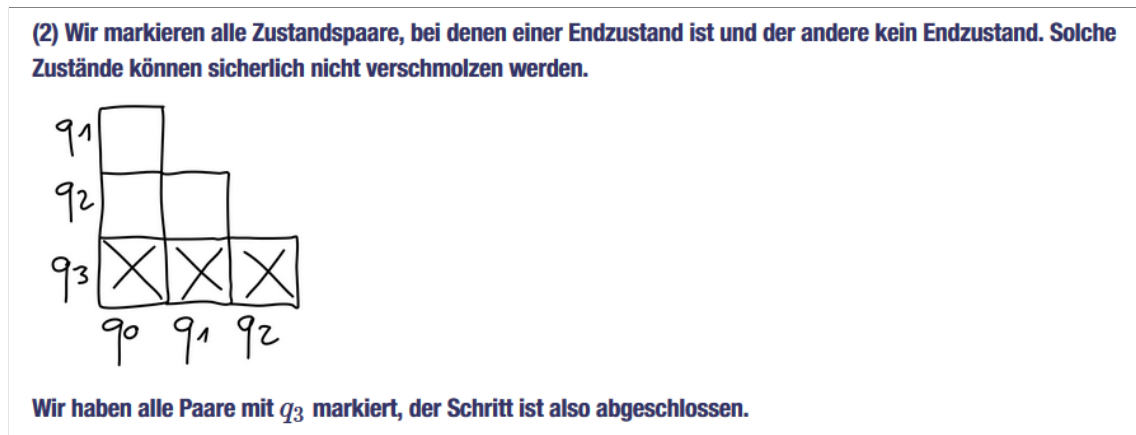 (2) Wir markieren alle Zustandspaare, bei denen einer Endzustand ist und der andere kein Endzustand. Solche
Zustände können sicherlich nicht verschmolzen werden.
q1
q2
q3
q0 q1 q2
Wir haben alle Paare mit q₃ markiert, der Schritt ist also abgeschlossen.